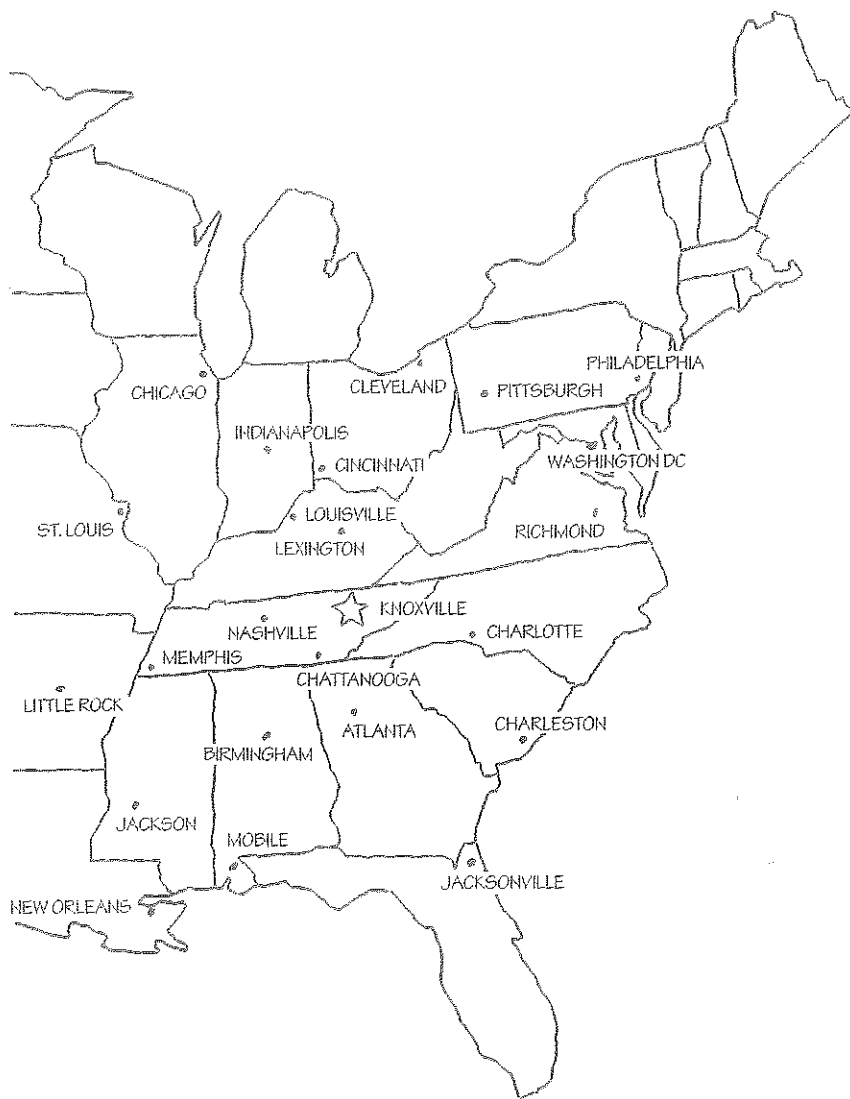 PHILADELPHIA
CHICAGO
CLEVELAND
PITTSBURGH
INDIANAPOLIS
CINCINNATI
WASHINGTON DC
ST. LOUIS
LOUISVILLE
RICHMOND
LEXINGTON
KNOXVILLE
NASHVILLE
CHARLOTTE
MEMPHIS
CHATTANOOGA
LITTLE ROCK
ATLANTA
CHARLESTON
BIRMINGHAM
JACKSON
MOBILE
JACKSONVILLE
NEW ORLEANS